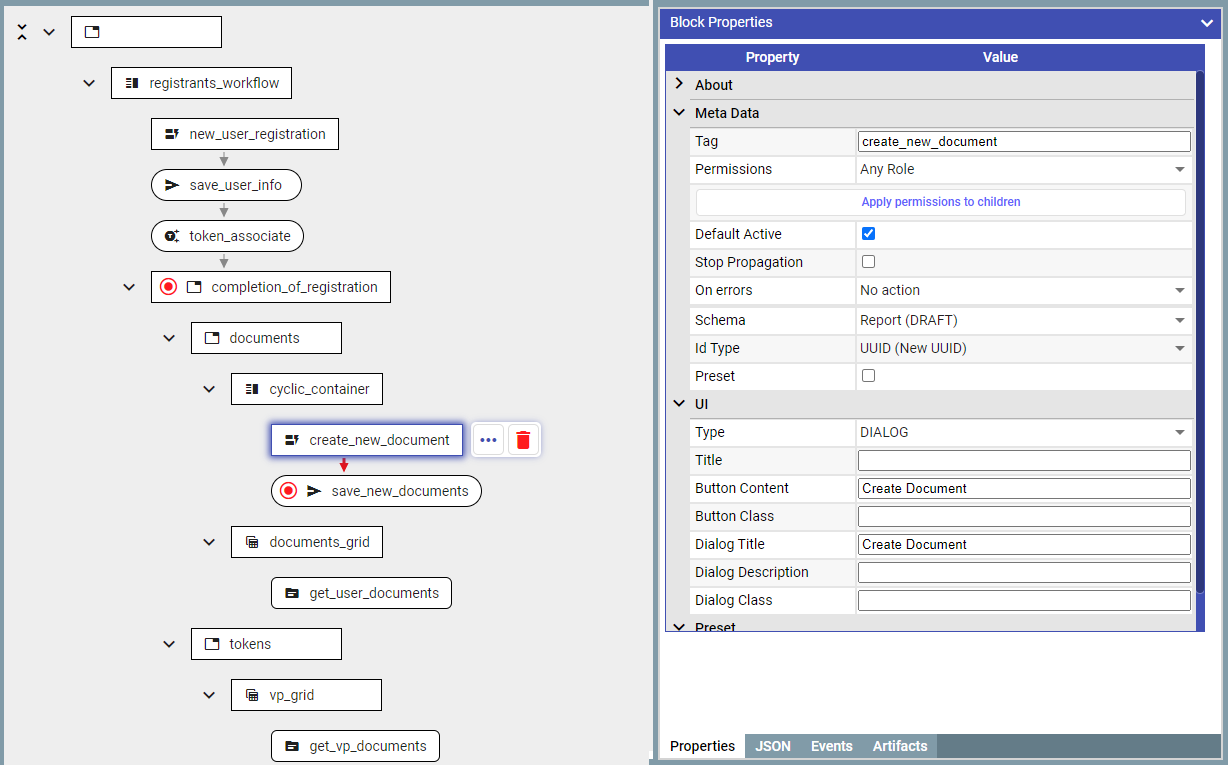 registrants_workflow
new_user_registration
save_user_info
token_associate
completion_of_registration
documents
cyclic_container
create_new_document
save_new_documents
documents_grid
get_user_documents
tokens
vp_grid
get_vp_documents
Block Properties
Property Value
About
Meta Data
Tag create_new_document
Permissions Any Role
Apply permissions to children
Default Active
Stop Propagation
On errors No action
Schema Report (DRAFT)
Id Type UUID (New UUID)
Preset
UI
Type DIALOG
Title
Button Content Create Document
Button Class
Dialog Title Create Document
Dialog Description
Dialog Class
Preset
Properties JSON Events Artifacts